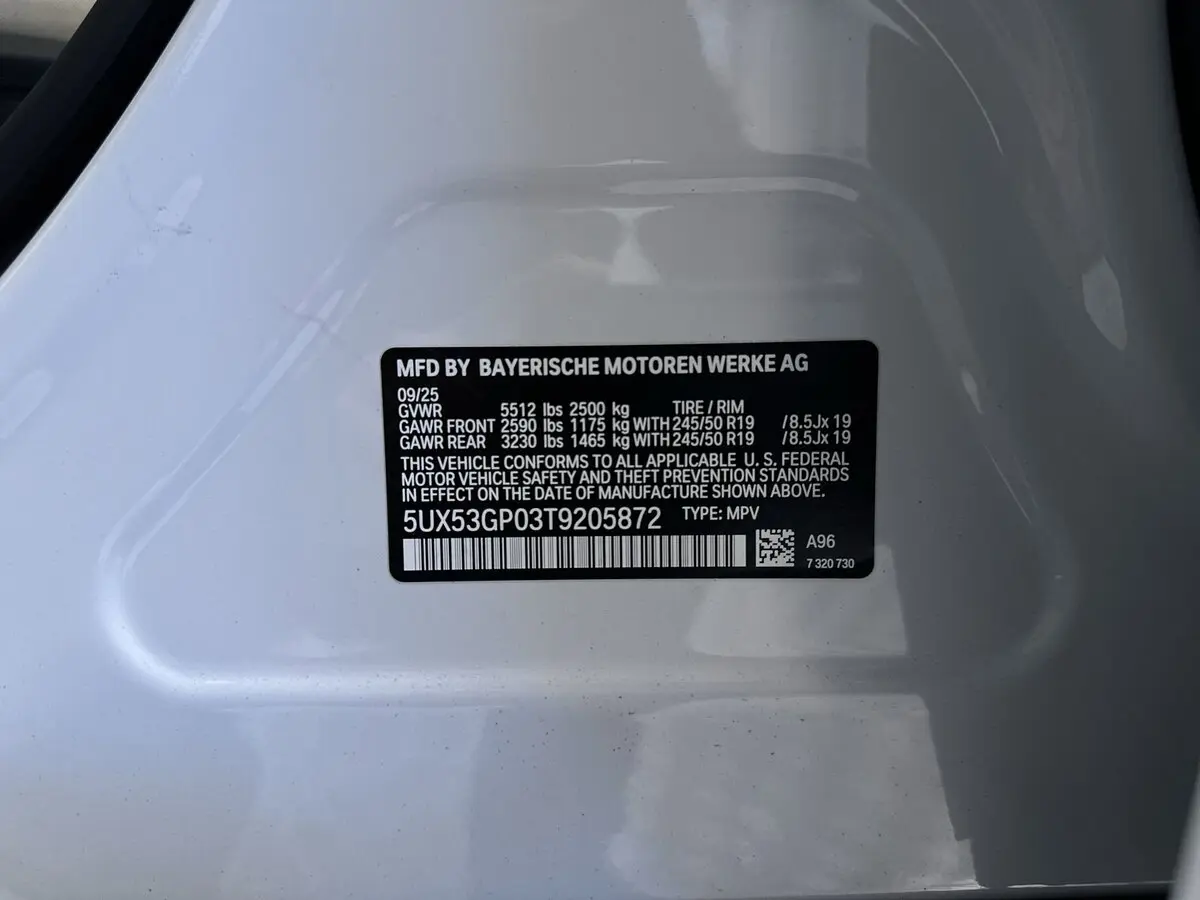 MFD BY BAYERISCHE MOTOREN WERKE AG
09/25
GVWR 5512 lbs 2500 kg TIRE / RIM
GAWR FRONT 2590 lbs 1175 kg WITH 245/50 R19 /8.5Jx 19
GAWR REAR 3230 lbs 1465 kg WITH 245/50 R19 /8.5Jx 19
THIS VEHICLE CONFORMS TO ALL APPLICABLE U. S. FEDERAL
MOTOR VEHICLE SAFETY AND THEFT PREVENTION STANDARDS
IN EFFECT ON THE DATE OF MANUFACTURE SHOWN ABOVE.
5UX53GP03T9205872 TYPE: MPV
A96
7 320 730